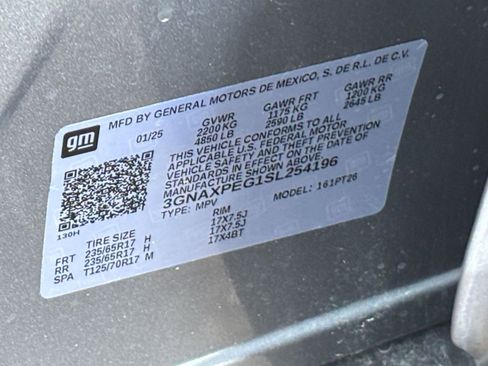 gm
MFD BY GENERAL MOTORS DE MEXICO, S. DE R.L. DE C.V.
01/25 GVWR GAWR FRT GAWR RR
2200 KG 1175 KG 1200 KG
4850 LB 2590 LB 2645 LB
THIS VEHICLE CONFORMS TO ALL
APPLICABLE U.S. FEDERAL MOTOR
VEHICLE SAFETY AND THEFT PREVENTION
STANDARDS IN EFFECT ON THE DATE OF
MANUFACTURE SHOWN ABOVE.
3GNAXPEG1SL254196
TYPE: MPV MODEL: 161PT26
130H
TIRE SIZE RIM
FRT 235/65R17 H 17X7.5J
RR 235/65R17 H 17X7.5J
SPA T125/70R17 M 17X4BT